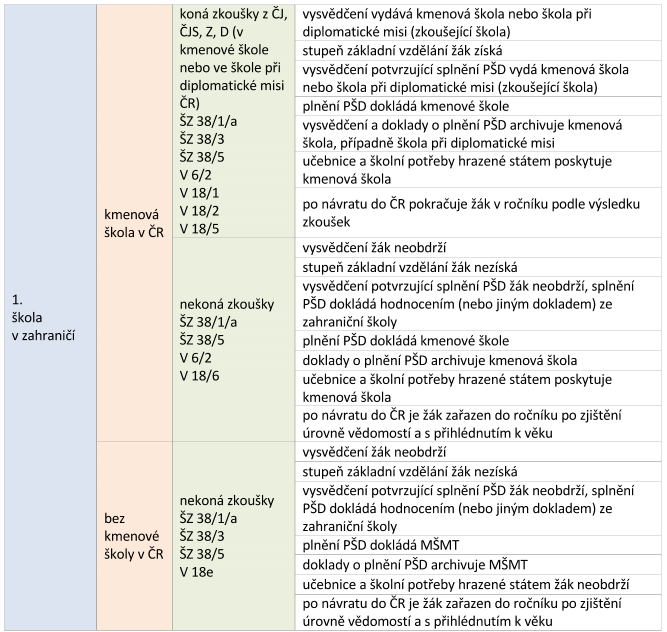 1.
škola
v zahraničí
kmenová
škola v ČR
koná zkoušky z ČJ,
ČJS, Z, D (v
kmenové škole
nebo ve škole při
diplomatické misi
ČR)
ŠZ 38/1/a
ŠZ 38/3
ŠZ 38/5
V 6/2
V 18/1
V 18/2
V 18/5
vysvědčení vydává kmenová škola nebo škola při
diplomatické misi (zkoušející škola)
stupeň základní vzdělání žák získá
vysvědčení potvrzující splnění PŠD vydá kmenová škola
nebo škola při diplomatické misi (zkoušející škola)
plnění PŠD dokládá kmenové škole
vysvědčení a doklady o plnění PŠD archivuje kmenová
škola, případně škola při diplomatické misi
učebnice a školní potřeby hrazené státem poskytuje
kmenová škola
po návratu do ČR pokračuje žák v ročníku podle výsledku
zkoušek
nekoná zkoušky
ŠZ 38/1/a
ŠZ 38/5
V 6/2
V 18/6
vysvědčení žák neobdrží
stupeň základní vzdělání žák nezíská
vysvědčení potvrzující splnění PŠD žák neobdrží, splnění
PŠD dokládá hodnocením (nebo jiným dokladem) ze
zahraniční školy
plnění PŠD dokládá kmenové škole
doklady o plnění PŠD archivuje kmenová škola
učebnice a školní potřeby hrazené státem poskytuje
kmenová škola
po návratu do ČR je žák zařazen do ročníku po zjištění
úrovně vědomostí a s přihlédnutím k věku
bez
kmenové
školy v ČR
nekoná zkoušky
ŠZ 38/1/a
ŠZ 38/3
ŠZ 38/5
V 18e
vysvědčení žák neobdrží
stupeň základní vzdělání žák nezíská
vysvědčení potvrzující splnění PŠD žák neobdrží, splnění
PŠD dokládá hodnocením (nebo jiným dokladem) ze
zahraniční školy
plnění PŠD dokládá MŠMT
doklady o plnění PŠD archivuje MŠMT
učebnice a školní potřeby hrazené státem žák neobdrží
po návratu do ČR je žák zařazen do ročníku po zjištění
úrovně vědomostí a s přihlédnutím k věku